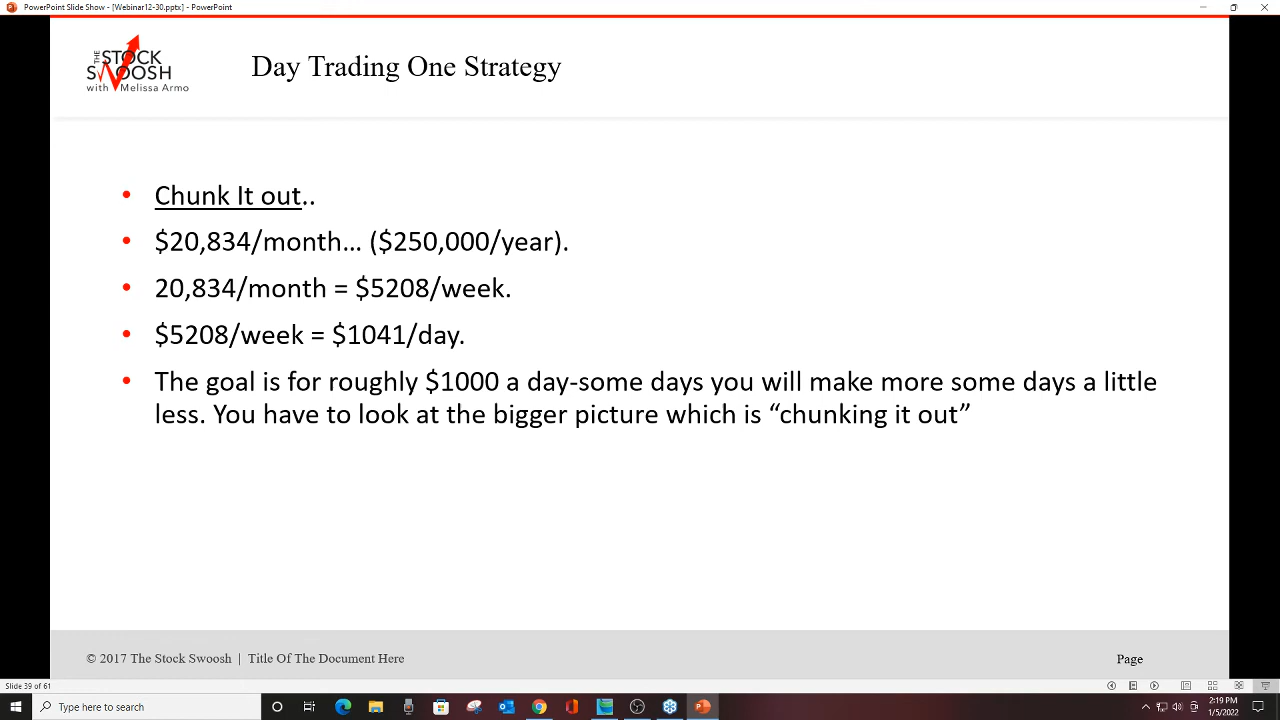 PowerPoint Slide Show - [Webinar12-30.pptx] - PowerPoint
THE
STOCK
SWOOSH
with Melissa Armo
Day Trading One Strategy
• Chunk It out..
• $20,834/month... ($250,000/year).
• 20,834/month = $5208/week.
• $5208/week = $1041/day.
• The goal is for roughly $1000 a day-some days you will make more some days a little
less. You have to look at the bigger picture which is “chunking it out”
© 2017 The Stock Swoosh | Title Of The Document Here
Page
Slide 39 of 61
Type here to search
2:19 PM
1/5/2022